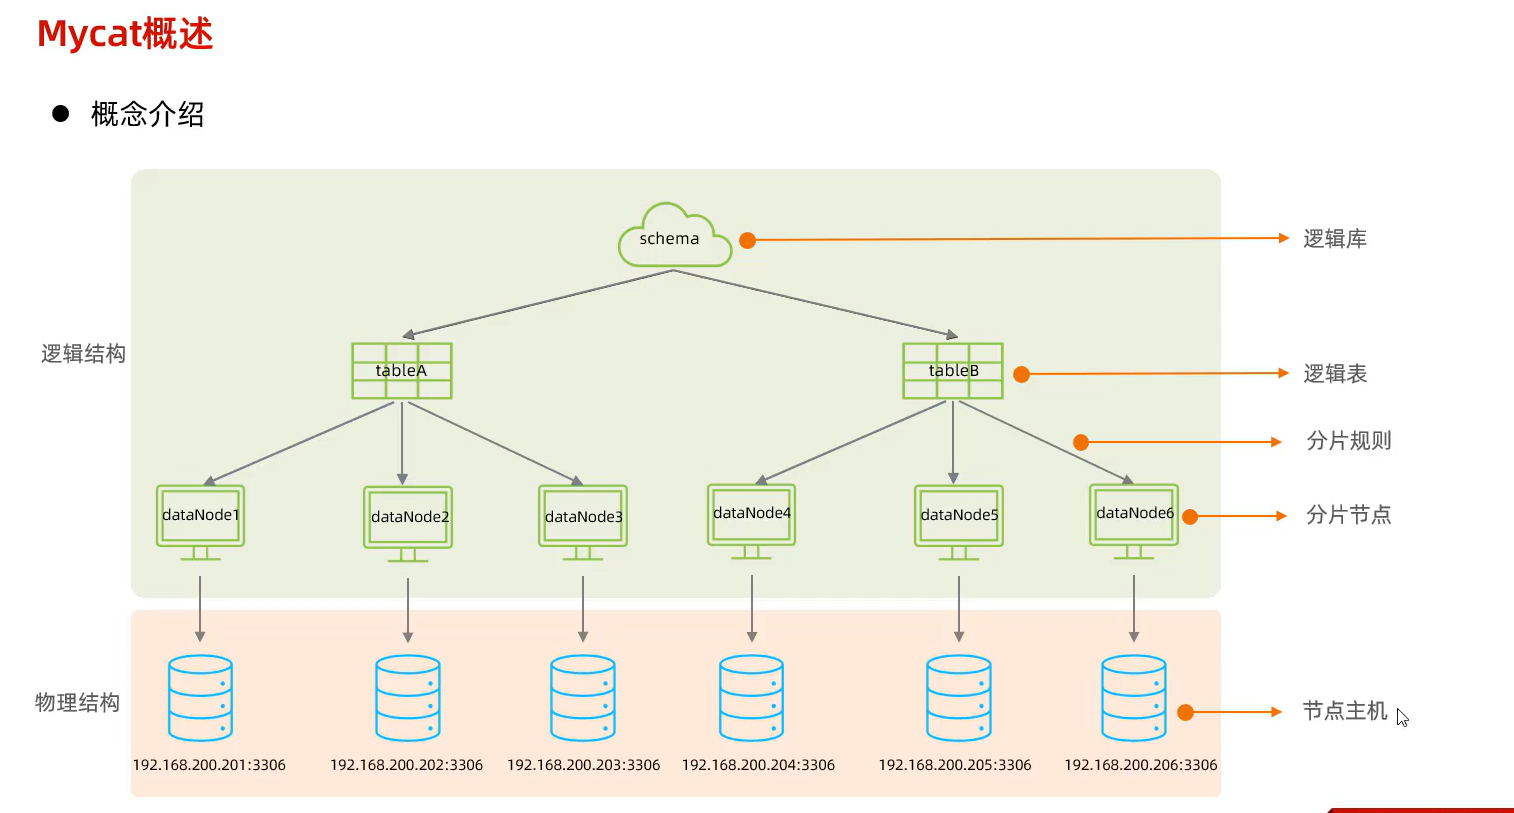 Mycat概述
● 概念介绍
schema
逻辑库
逻辑结构
tableA
tableB
逻辑表
分片规则
dataNode1
dataNode2
dataNode3
dataNode4
dataNode5
dataNode6
分片节点
物理结构
节点主机
192.168.200.201:3306
192.168.200.202:3306
192.168.200.203:3306
192.168.200.204:3306
192.168.200.205:3306
192.168.200.206:3306